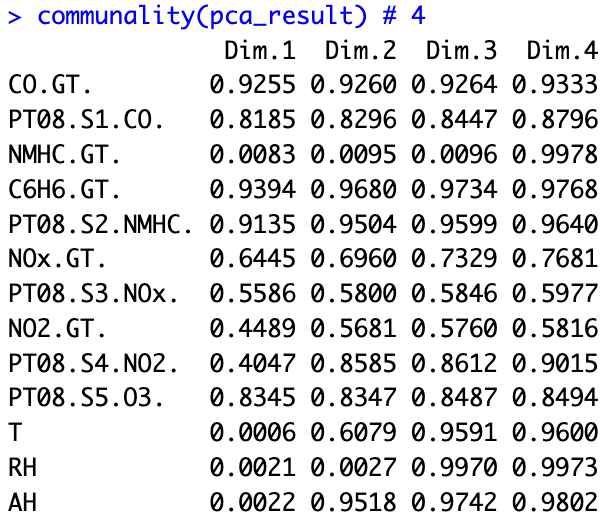 > communality(pca_result) # 4
Dim.1 Dim.2 Dim.3 Dim.4
CO.GT. 0.9255 0.9260 0.9264 0.9333
PT08.S1.CO. 0.8185 0.8296 0.8447 0.8796
NMHC.GT. 0.0083 0.0095 0.0096 0.9978
C6H6.GT. 0.9394 0.9680 0.9734 0.9768
PT08.S2.NMHC. 0.9135 0.9504 0.9599 0.9640
NOx.GT. 0.6445 0.6960 0.7329 0.7681
PT08.S3.NOx. 0.5586 0.5800 0.5846 0.5977
NO2.GT. 0.4489 0.5681 0.5760 0.5816
PT08.S4.NO2. 0.4047 0.8585 0.8612 0.9015
PT08.S5.O3. 0.8345 0.8347 0.8487 0.8494
T 0.0006 0.6079 0.9591 0.9600
RH 0.0021 0.0027 0.9970 0.9973
AH 0.0022 0.9518 0.9742 0.9802